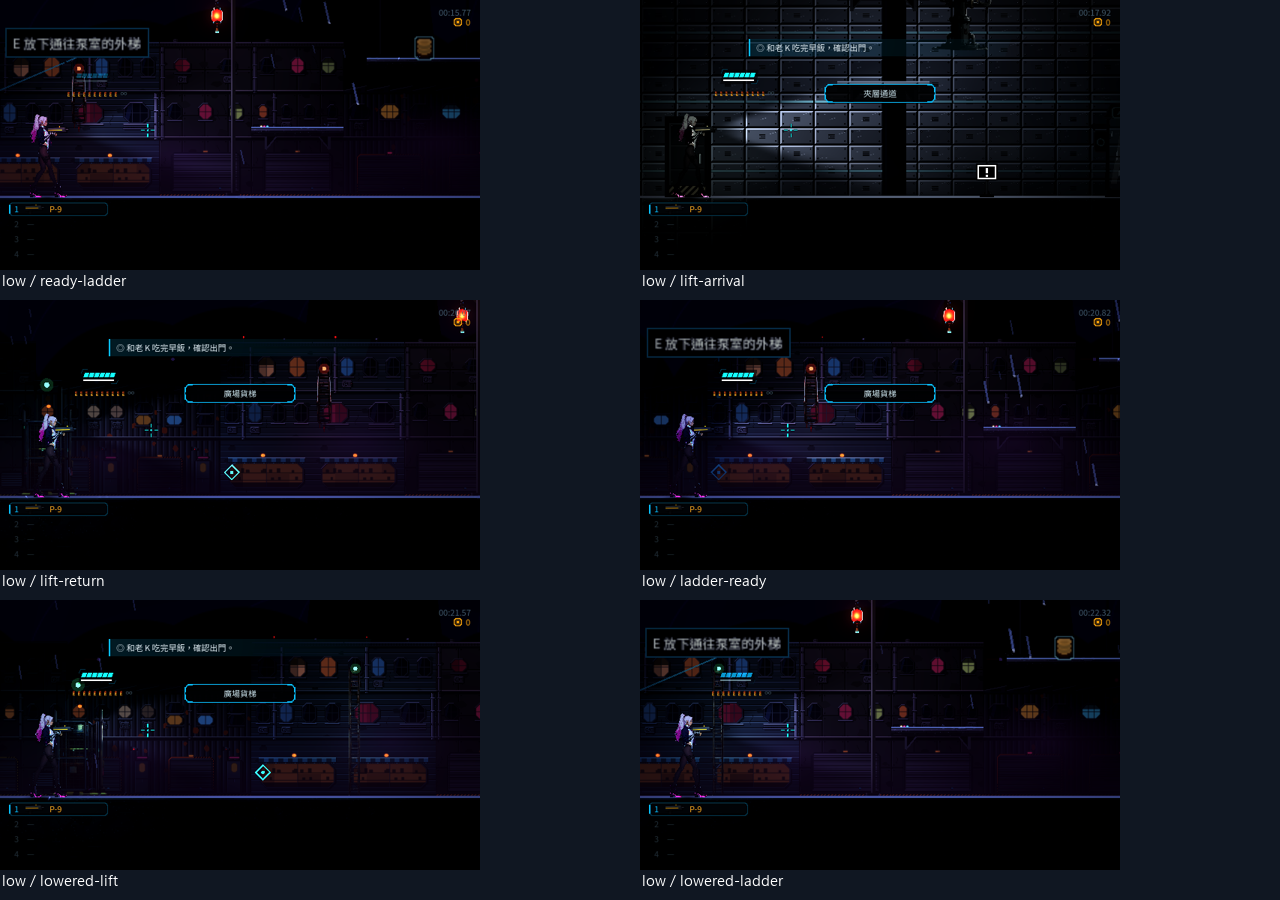 E 放下通往泵室的外梯
00:15.77
0
1 P-9
2 —
3 —
4 —
low / ready-ladder
00:17.92
0
◎ 和老 K 吃完早飯，確認出門。
夾層通道
!
1 P-9
2 —
3 —
4 —
low / lift-arrival
0
◎ 和老 K 吃完早飯，確認出門。
廣場貨梯
1 P-9
2 —
3 —
4 —
low / lift-return
00:20.82
0
E 放下通往泵室的外梯
廣場貨梯
1 P-9
2 —
3 —
4 —
low / ladder-ready
00:21.57
0
◎ 和老 K 吃完早飯，確認出門。
廣場貨梯
1 P-9
2 —
3 —
4 —
low / lowered-lift
00:22.32
0
E 放下通往泵室的外梯
1 P-9
2 —
3 —
4 —
low / lowered-ladder